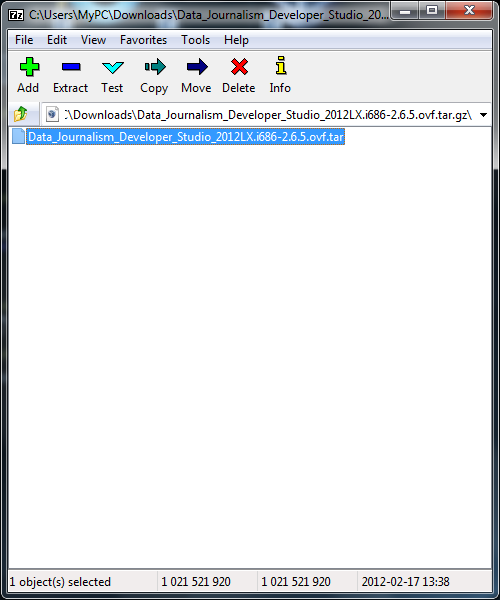 7z C:\Users\MyPC\Downloads\Data_Journalism_Developer_Studio_20...
File Edit View Favorites Tools Help
Add Extract Test Copy Move Delete Info
:\Downloads\Data_Journalism_Developer_Studio_2012LX.i686-2.6.5.ovf.tar.gz\
Data_Journalism_Developer_Studio_2012LX.i686-2.6.5.ovf.tar
1 object(s) selected 1 021 521 920 1 021 521 920 2012-02-17 13:38